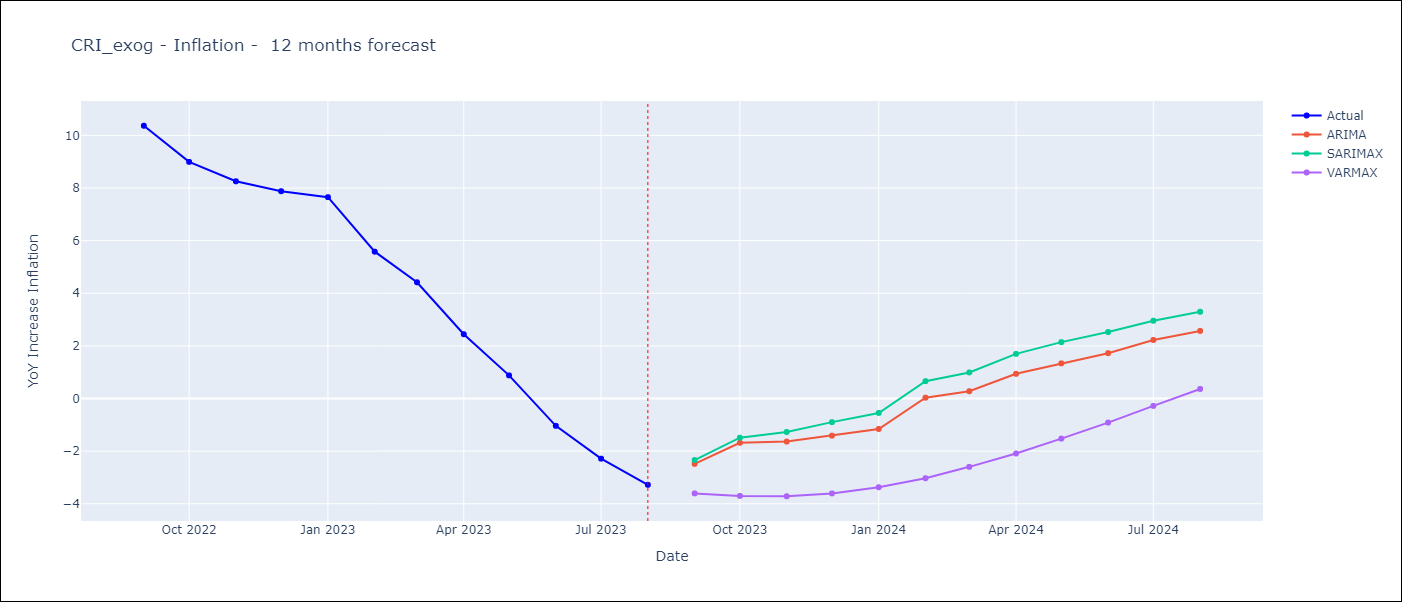 CRI_exog - Inflation -  12 months forecast
Actual
ARIMA
SARIMAX
VARMAX
YoY Increase Inflation
10
8
6
4
2
0
−2
−4
Oct 2022
Jan 2023
Apr 2023
Jul 2023
Oct 2023
Jan 2024
Apr 2024
Jul 2024
Date